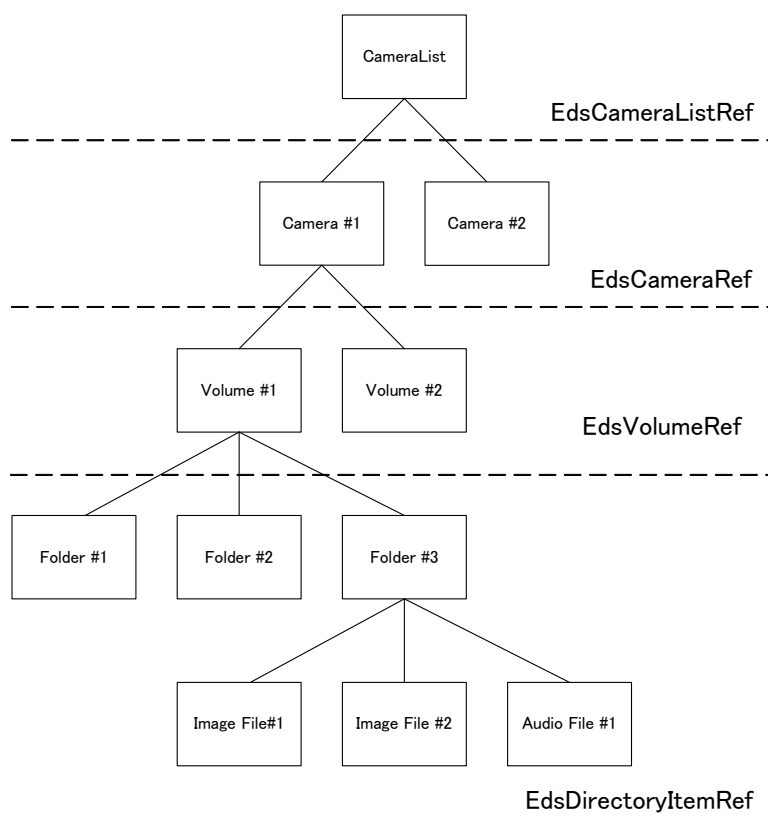 CameraList
EdsCameraListRef
Camera #1
Camera #2
EdsCameraRef
Volume #1
Volume #2
EdsVolumeRef
Folder #1
Folder #2
Folder #3
Image File#1
Image File #2
Audio File #1
EdsDirectoryItemRef